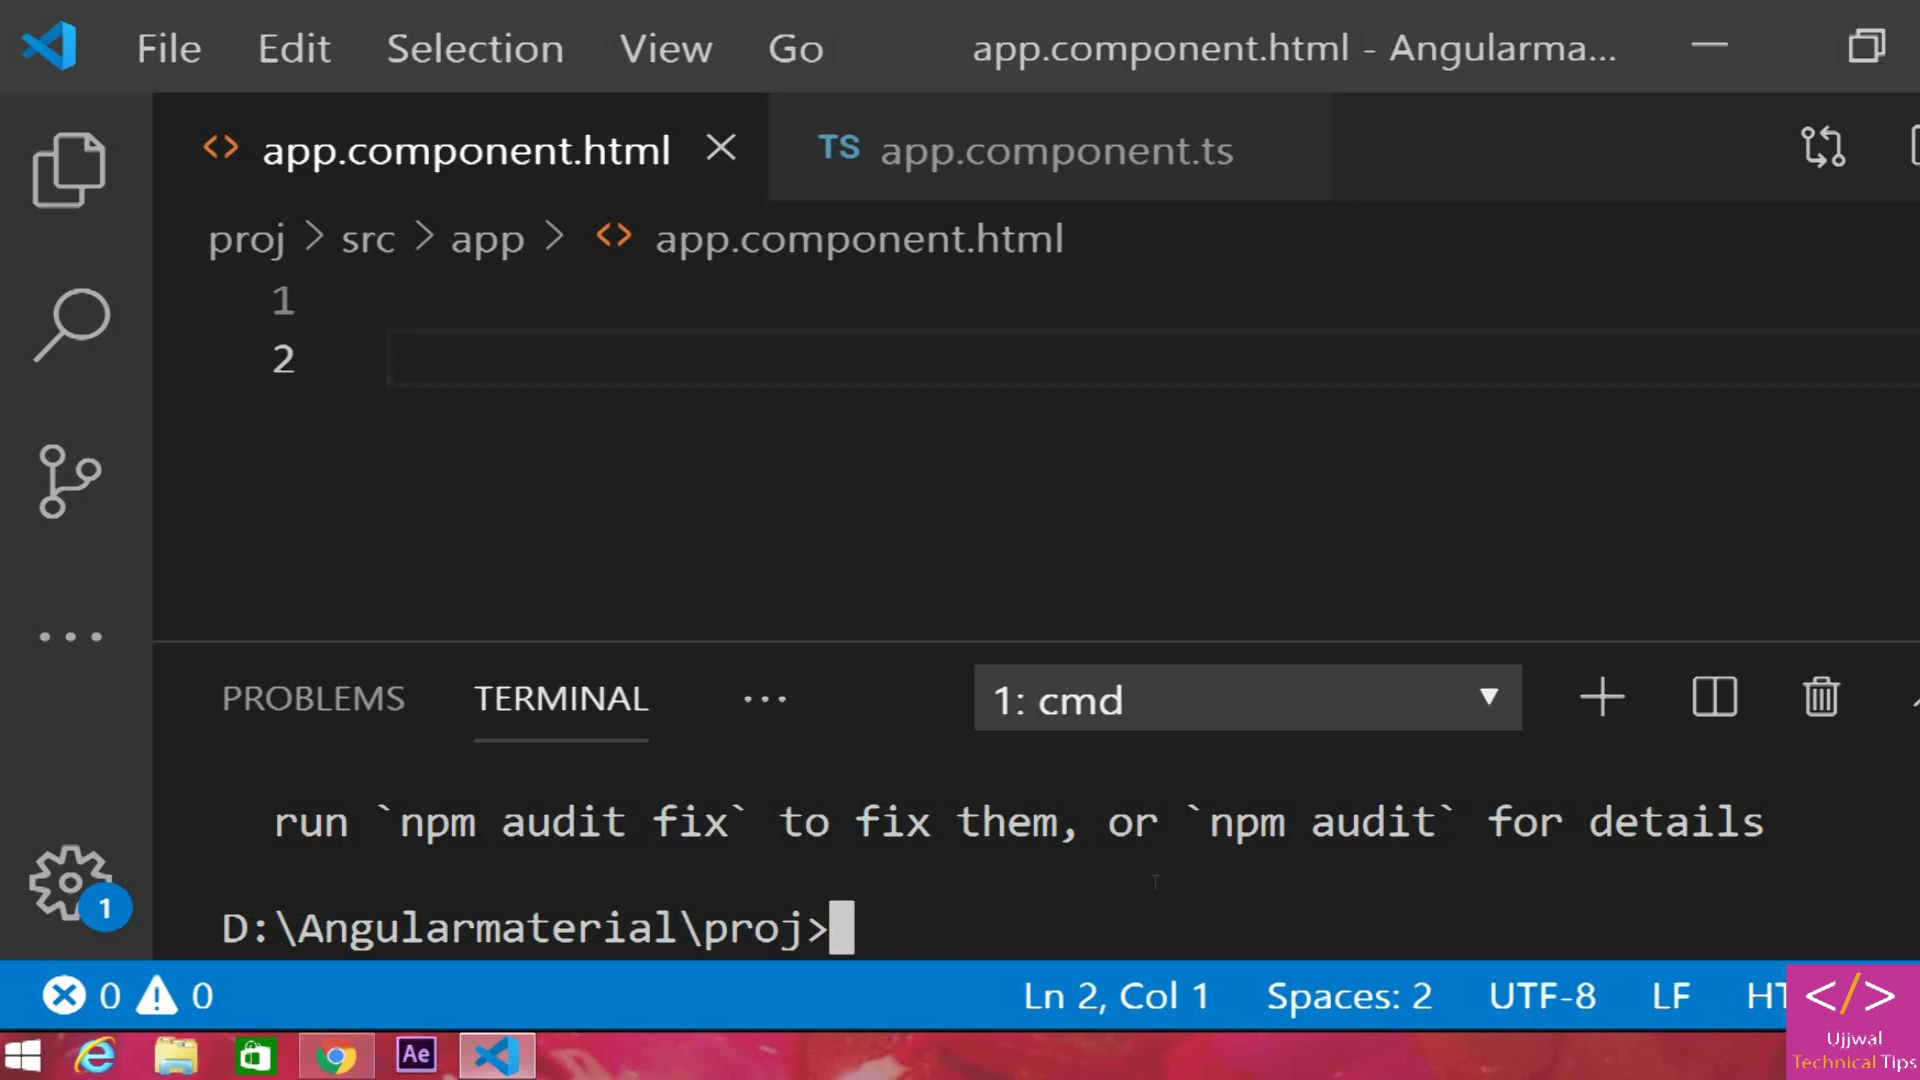 File Edit Selection View Go app.component.html - Angularma...
app.component.html TS app.component.ts
proj > src > app > app.component.html
1
2
PROBLEMS TERMINAL ... 1: cmd
run `npm audit fix` to fix them, or `npm audit` for details
1
D:\Angularmaterial\proj>
0 0 Ln 2, Col 1 Spaces: 2 UTF-8 LF HT
</>
Ujjwal
Technical Tips
Ae